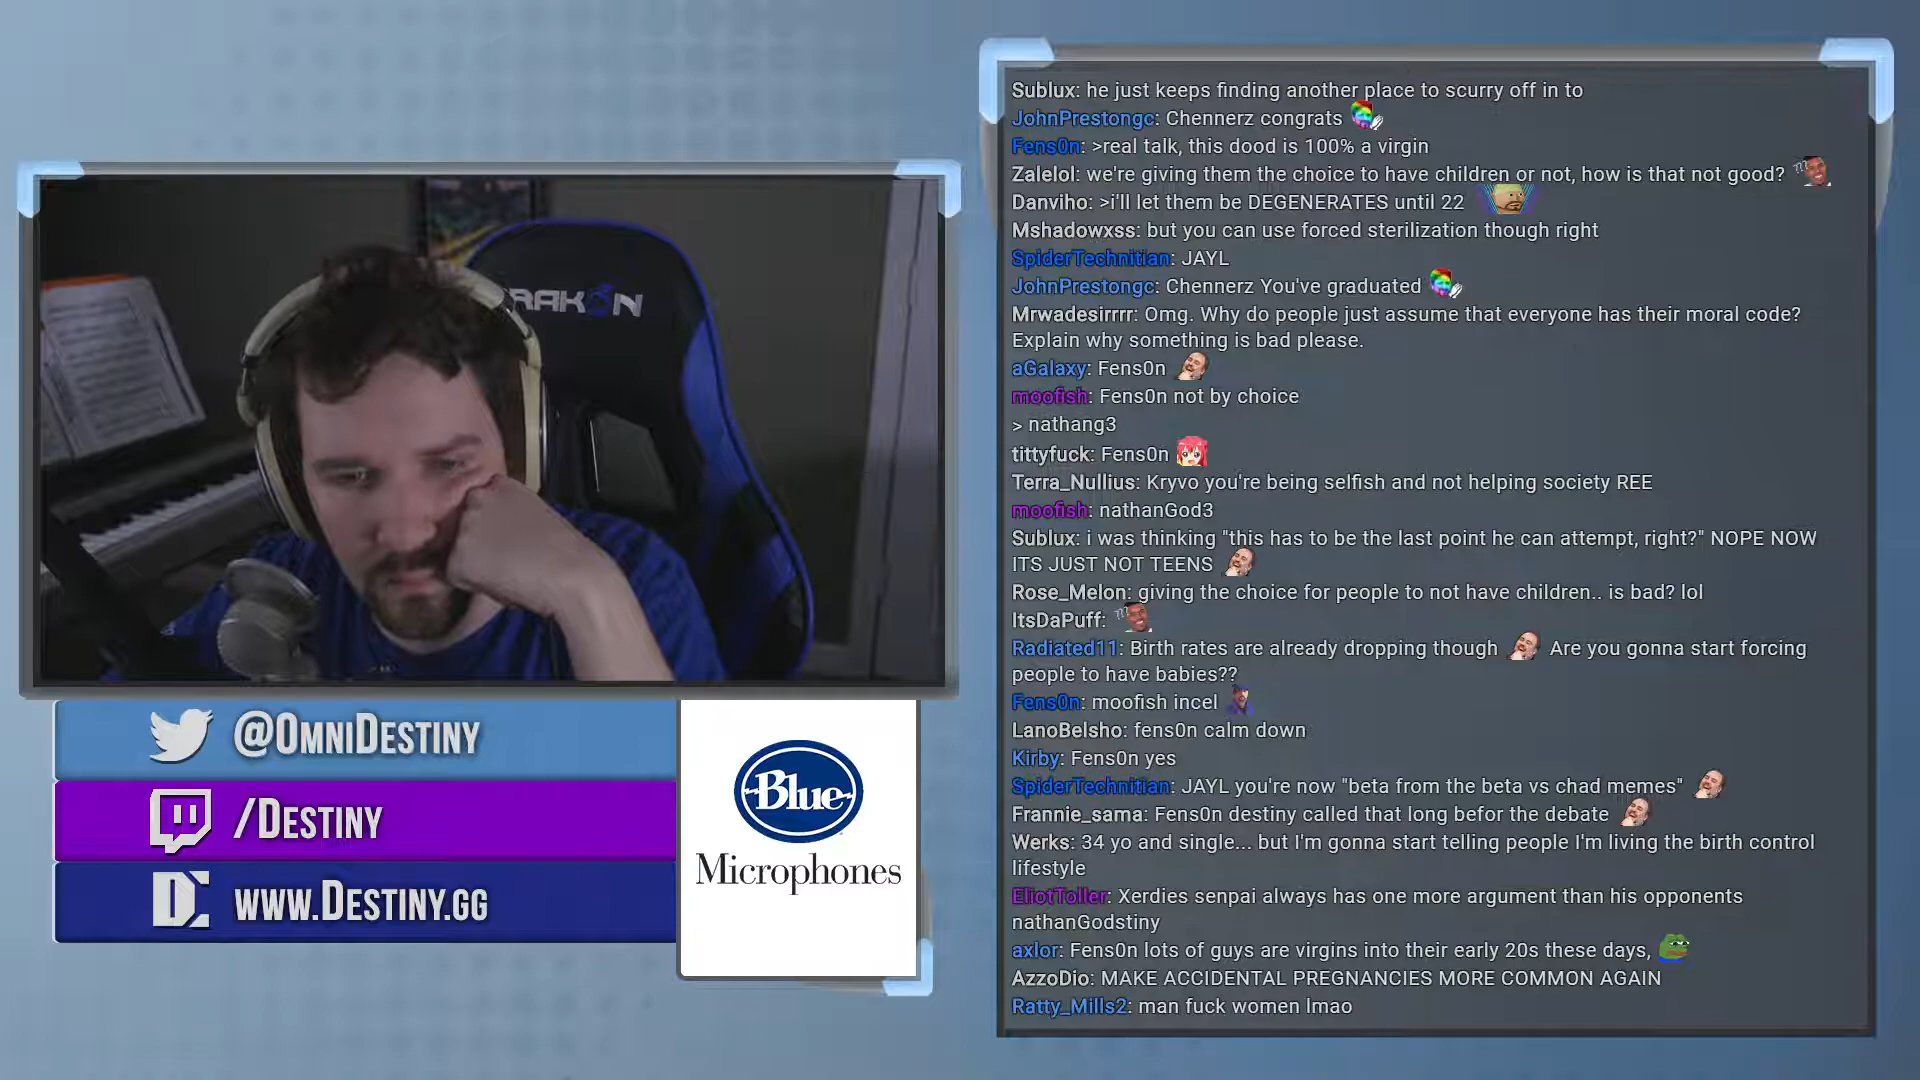 Sublux: he just keeps finding another place to scurry off in to
JohnPrestongc: Chennerz congrats
Fens0n: >real talk, this dood is 100% a virgin
Zalelol: we're giving them the choice to have children or not, how is that not good?
Danviho: >i'll let them be DEGENERATES until 22
Mshadowxss: but you can use forced sterilization though right
SpiderTechnitian: JAYL
JohnPrestongc: Chennerz You've graduated
Mrwadesirrrr: Omg. Why do people just assume that everyone has their moral code?
Explain why something is bad please.
aGalaxy: Fens0n
moofish: Fens0n not by choice
> nathang3
tittyfuck: Fens0n
Terra_Nullius: Kryvo you're being selfish and not helping society REE
moofish: nathanGod3
Sublux: i was thinking "this has to be the last point he can attempt, right?" NOPE NOW
ITS JUST NOT TEENS
Rose_Melon: giving the choice for people to not have children.. is bad? lol
ItsDaPuff:
Radiated11: Birth rates are already dropping though Are you gonna start forcing
people to have babies??
Fens0n: moofish incel
LanoBelsho: fens0n calm down
Kirby: Fens0n yes
SpiderTechnitian: JAYL you're now "beta from the beta vs chad memes"
Frannie_sama: Fens0n destiny called that long befor the debate
Werks: 34 yo and single... but I'm gonna start telling people I'm living the birth control
lifestyle
EliotToller: Xerdies senpai always has one more argument than his opponents
nathanGodstiny
axlor: Fens0n lots of guys are virgins into their early 20s these days,
AzzoDio: MAKE ACCIDENTAL PREGNANCIES MORE COMMON AGAIN
Ratty_Mills2: man fuck women lmao
@OMNIDESTINY
/DESTINY
WWW.DESTINY.GG
Blue
Microphones